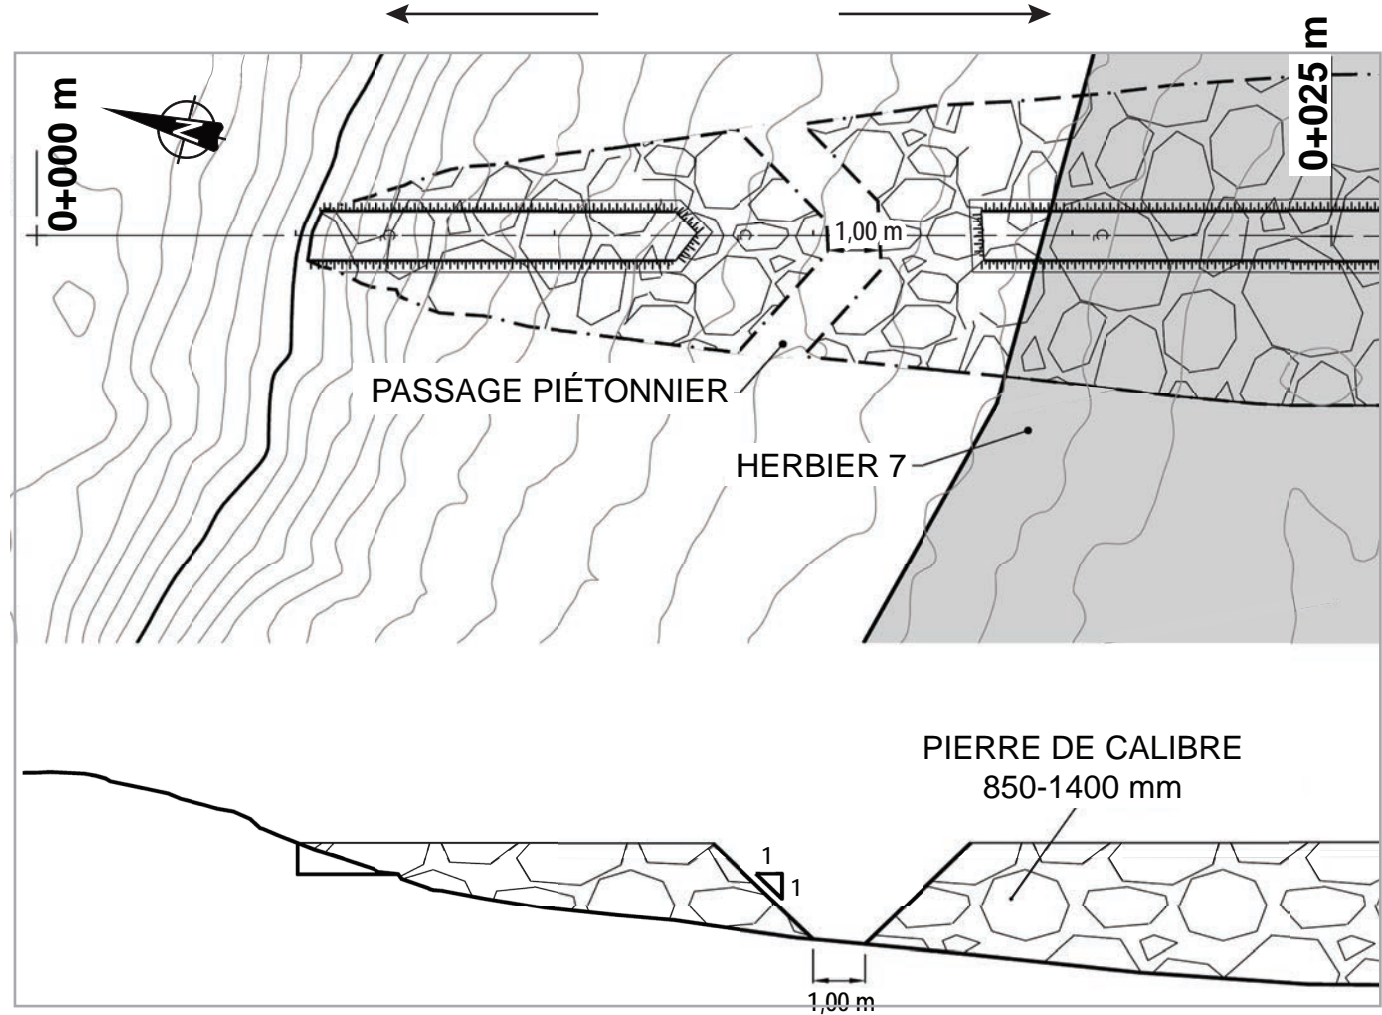 0+025 m
0+000 m
N
1,00 m
PASSAGE PIÉTONNIER
HERBIER 7
PIERRE DE CALIBRE
850-1400 mm
1
1
1,00 m